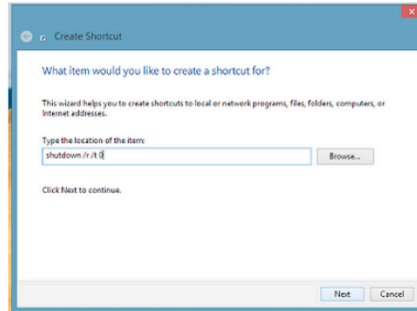 Create Shortcut
What item would you like to create a shortcut for?
This wizard helps you to create shortcuts to local or network programs, files, folders, computers, or
Internet addresses.
Type the location of the item:
shutdown /r /t 0
Browse...
Click Next to continue.
Next
Cancel